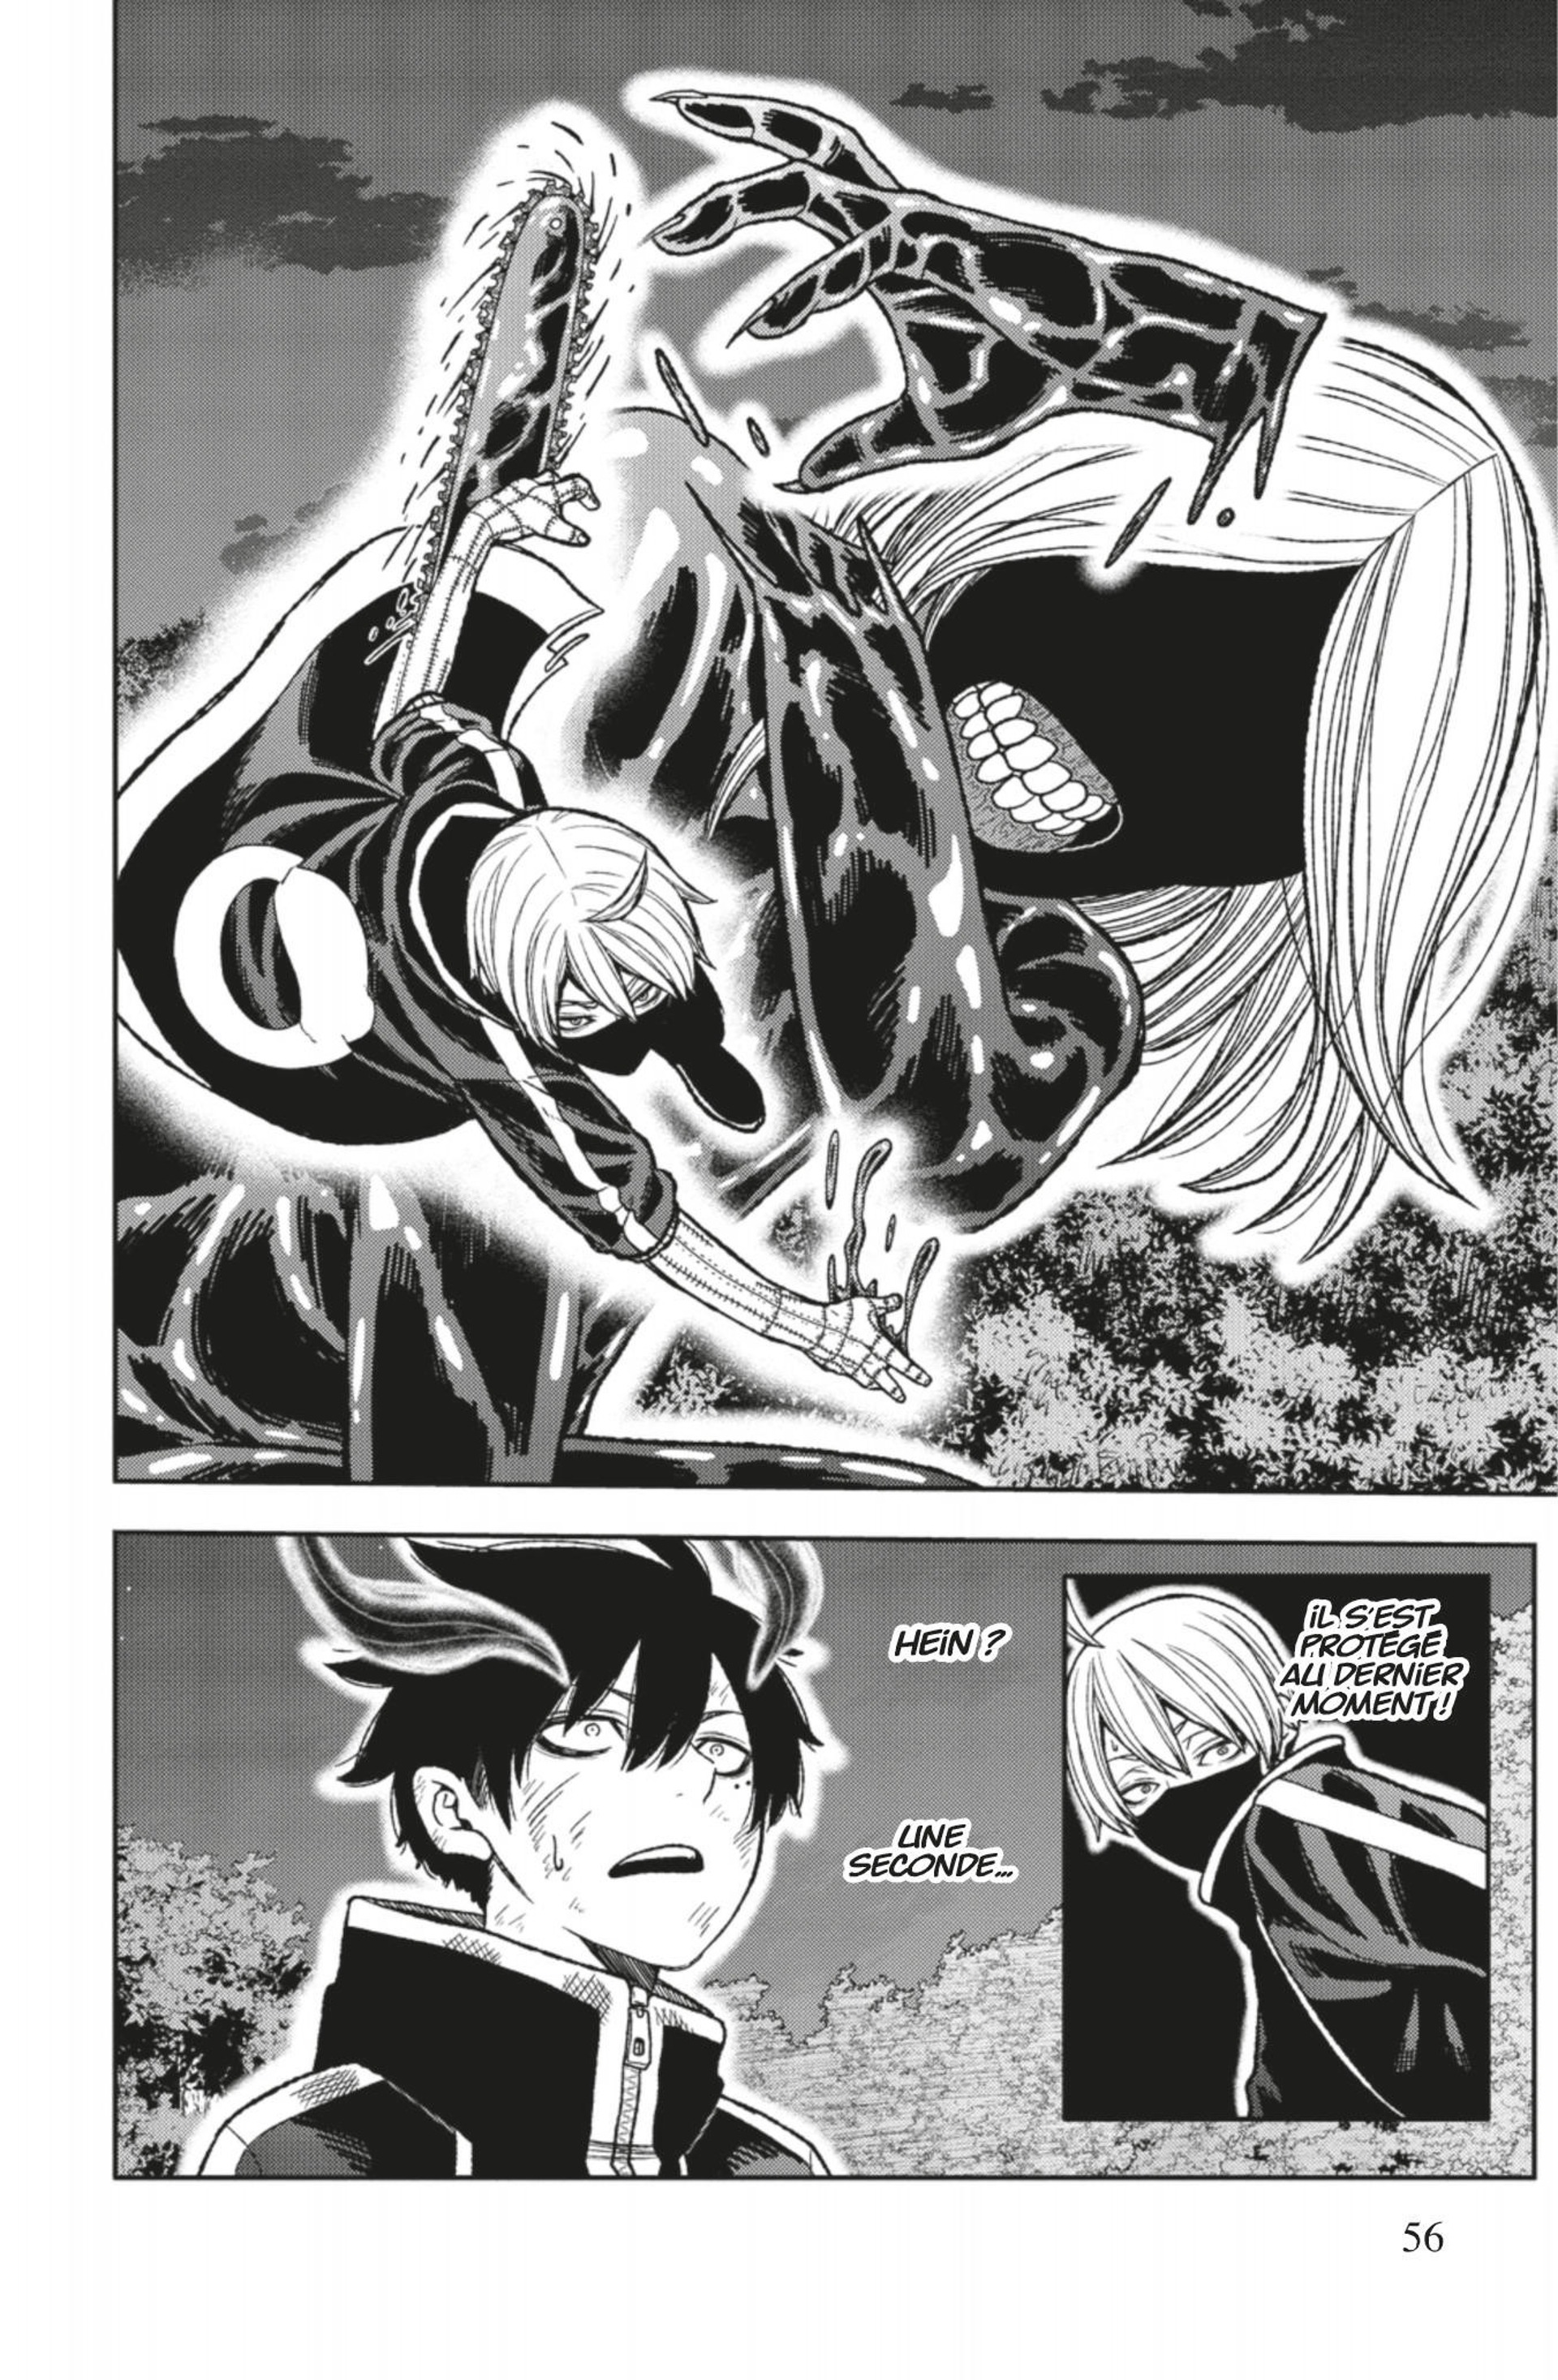 IL S'EST
PROTÉGÉ
AU DERNIER
MOMENT !
HEIN ?
UNE
SECONDE...
56